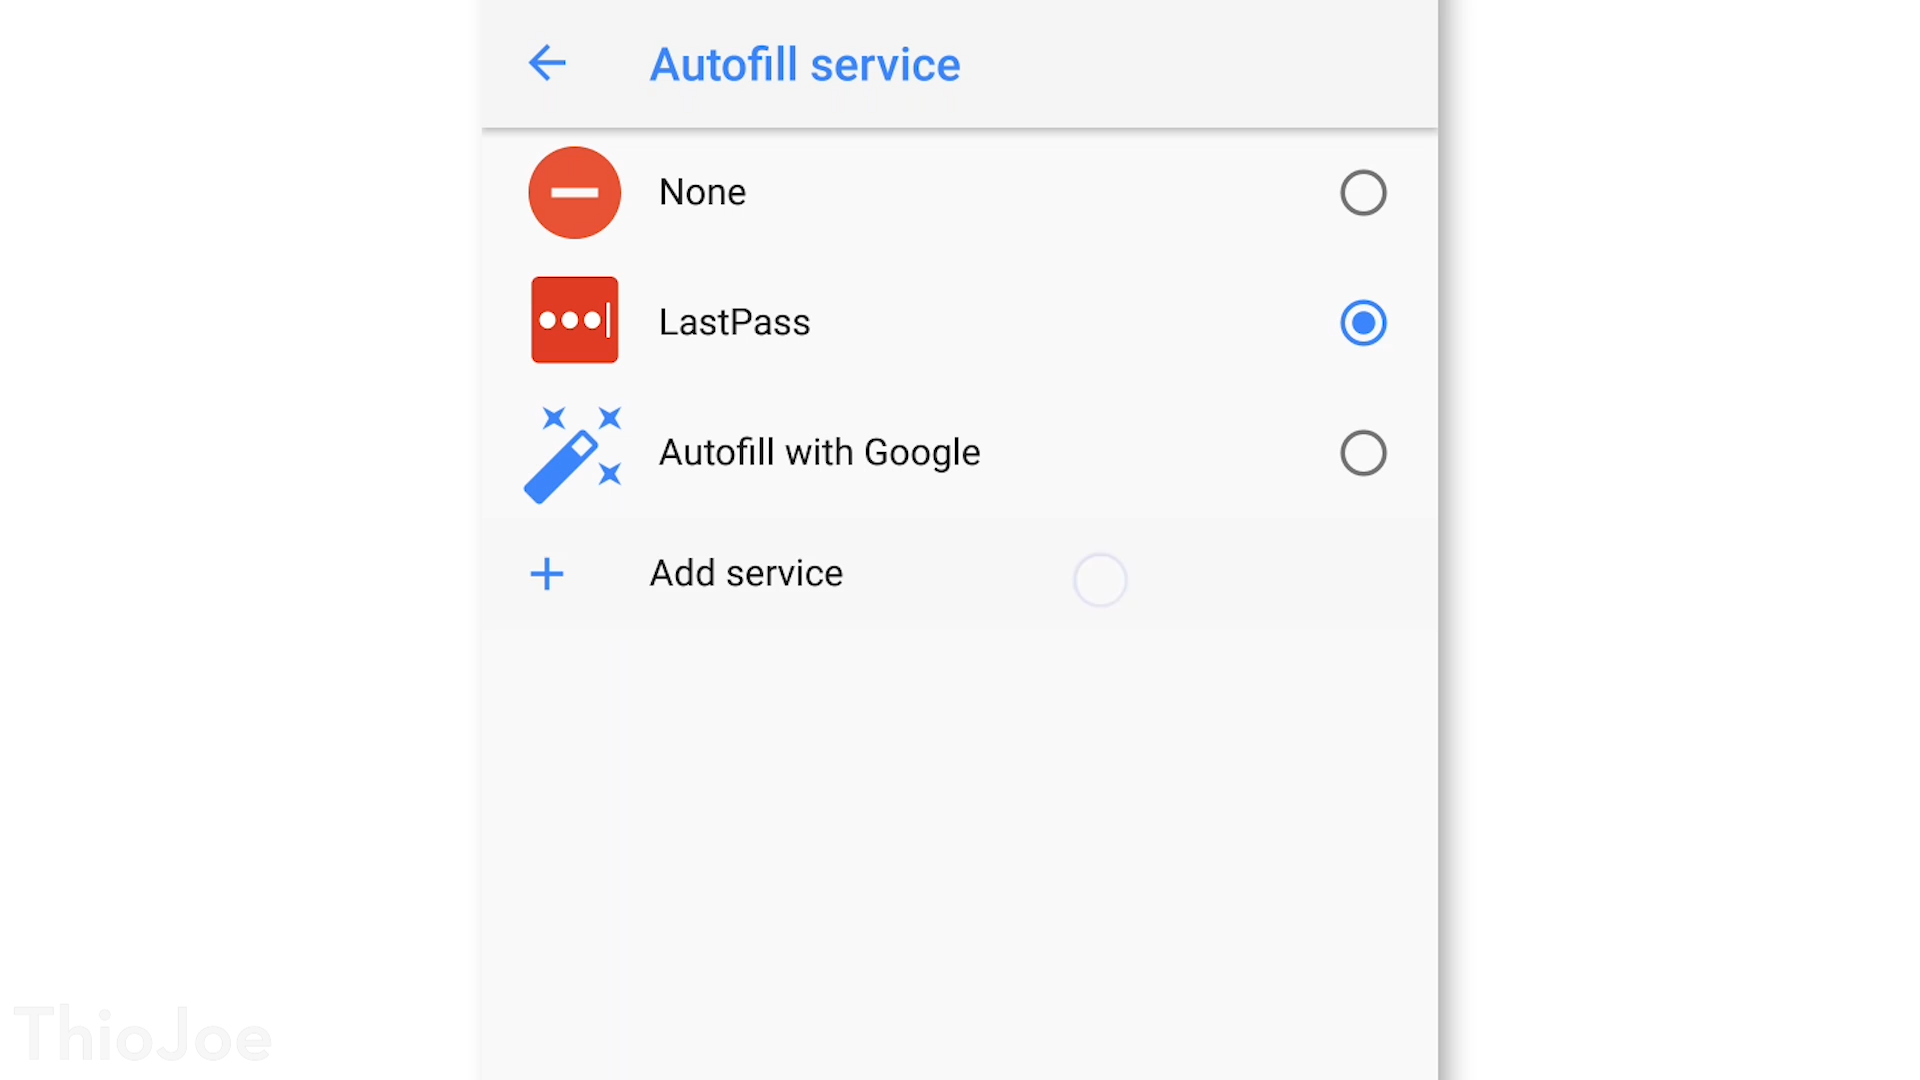 Autofill service
None
LastPass
Autofill with Google
Add service
ThioJoe